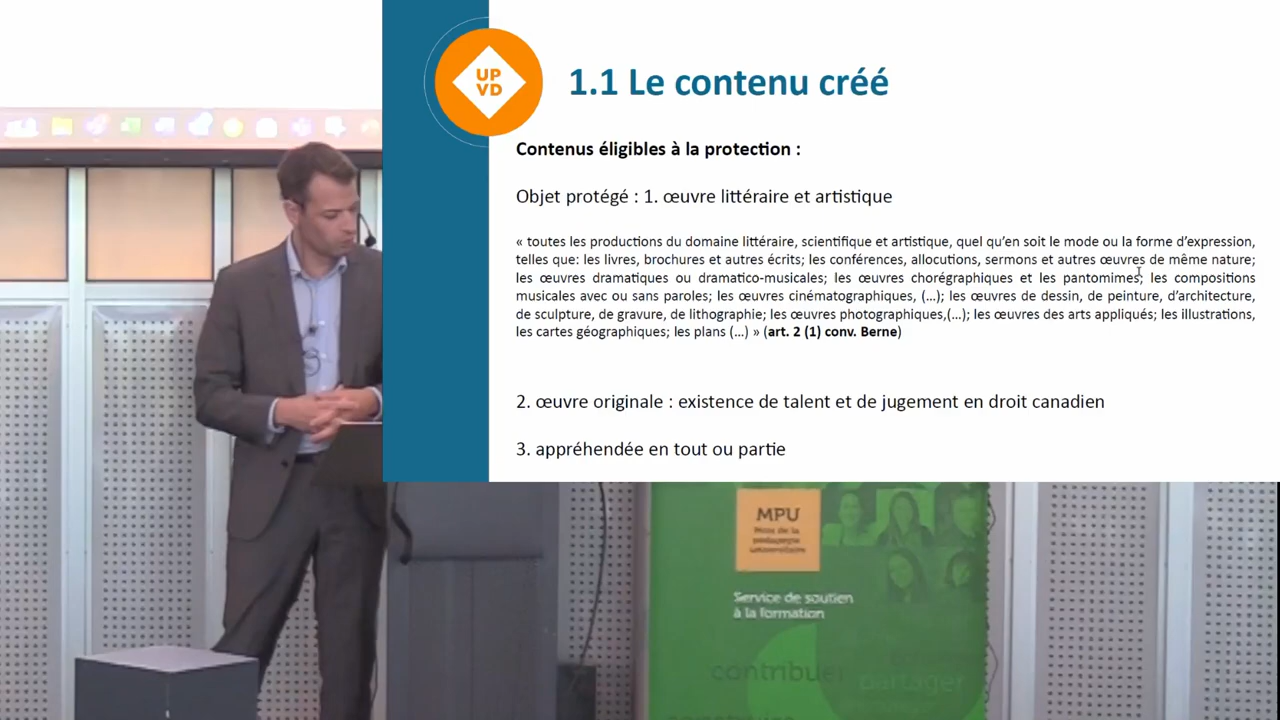 UP
VD
1.1 Le contenu créé
Contenus éligibles à la protection :
Objet protégé : 1. œuvre littéraire et artistique
« toutes les productions du domaine littéraire, scientifique et artistique, quel qu’en soit le mode ou la forme d’expression,
telles que: les livres, brochures et autres écrits; les conférences, allocutions, sermons et autres œuvres de même nature;
les œuvres dramatiques ou dramatico-musicales; les œuvres chorégraphiques et les pantomimes; les compositions
musicales avec ou sans paroles; les œuvres cinématographiques, (...); les œuvres de dessin, de peinture, d’architecture,
de sculpture, de gravure, de lithographie; les œuvres photographiques,(...); les œuvres des arts appliqués; les illustrations,
les cartes géographiques; les plans (...) » (art. 2 (1) conv. Berne)
2. œuvre originale : existence de talent et de jugement en droit canadien
3. appréhendée en tout ou partie
MPU
Mois de la
pédagogie
universitaire
Service de soutien
à la formation
contribuer
partager